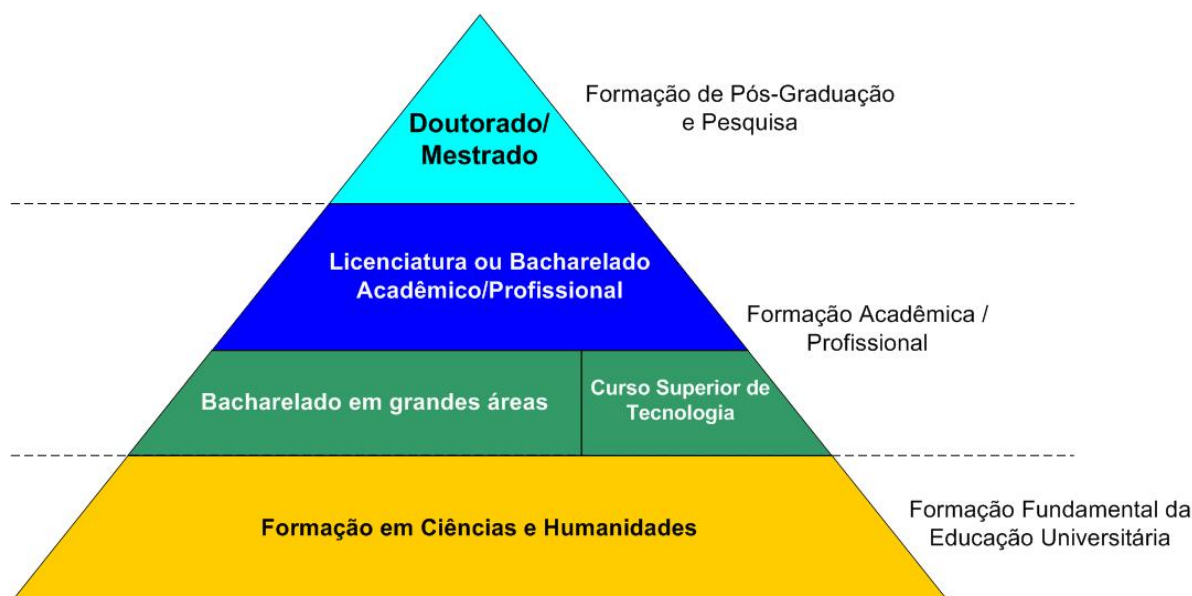 Doutorado/
Mestrado
Formação de Pós-Graduação
e Pesquisa
Licenciatura ou Bacharelado
Acadêmico/Profissional
Formação Acadêmica /
Profissional
Bacharelado em grandes áreas
Curso Superior de
Tecnologia
Formação em Ciências e Humanidades
Formação Fundamental da
Educação Universitária